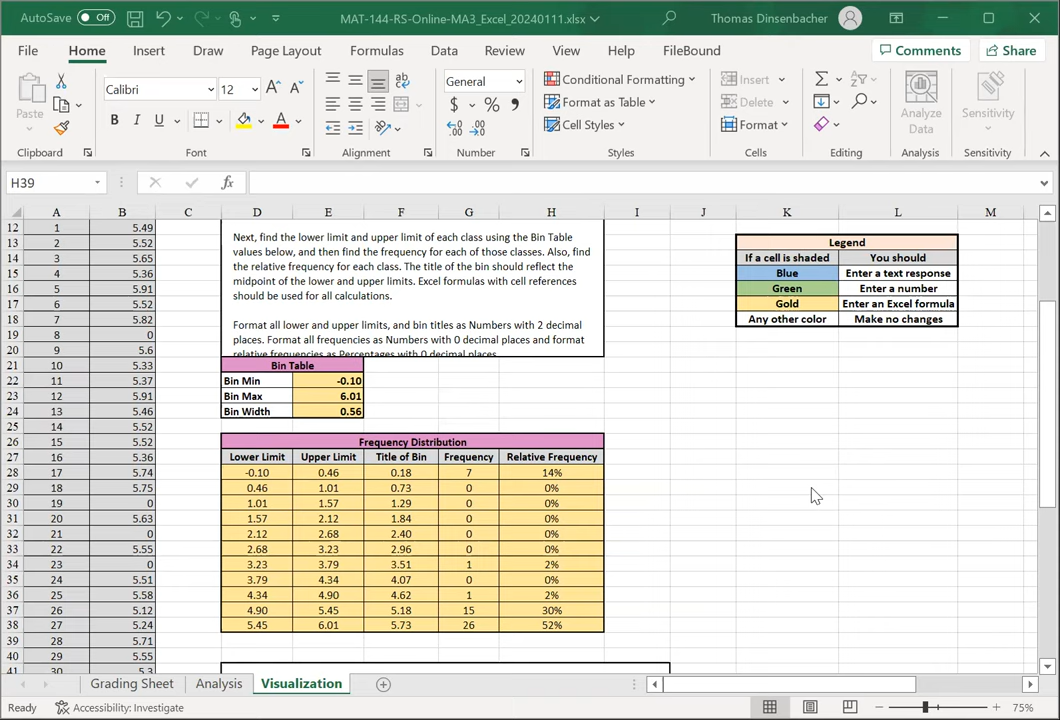 AutoSave Off MAT-144-RS-Online-MA3_Excel_20240111.xlsx Thomas Dinsenbacher
File Home Insert Draw Page Layout Formulas Data Review View Help FileBound Comments Share
Paste Calibri 12 A A ab General Conditional Formatting Insert Analyze Data Sensitivity
B I U A $ % , Format as Table Delete
Cell Styles Format
Clipboard Font Alignment Number Styles Cells Editing Analysis Sensitivity
H39 fx
A B C D E F G H I J K L M
12 1 5.49
Next, find the lower limit and upper limit of each class using the Bin Table
values below, and then find the frequency for each of those classes. Also, find
the relative frequency for each class. The title of the bin should reflect the
midpoint of the lower and upper limits. Excel formulas with cell references
should be used for all calculations.
Format all lower and upper limits, and bin titles as Numbers with 2 decimal
places. Format all frequencies as Numbers with 0 decimal places and format
relative frequencies as Percentages with 0 decimal places.
13 2 5.52 Legend
14 3 5.65 If a cell is shaded You should
15 4 5.36 Blue Enter a text response
16 5 5.91 Green Enter a number
17 6 5.52 Gold Enter an Excel formula
18 7 5.82 Any other color Make no changes
19 8 0
20 9 5.6
21 10 5.33 Bin Table
22 11 5.37 Bin Min -0.10
23 12 5.91 Bin Max 6.01
24 13 5.46 Bin Width 0.56
25 14 5.52
26 15 5.52 Frequency Distribution
27 16 5.36 Lower Limit Upper Limit Title of Bin Frequency Relative Frequency
28 17 5.74 -0.10 0.46 0.18 7 14%
29 18 5.75 0.46 1.01 0.73 0 0%
30 19 0 1.01 1.57 1.29 0 0%
31 20 5.63 1.57 2.12 1.84 0 0%
32 21 0 2.12 2.68 2.40 0 0%
33 22 5.55 2.68 3.23 2.96 0 0%
34 23 0 3.23 3.79 3.51 1 2%
35 24 5.51 3.79 4.34 4.07 0 0%
36 25 5.58 4.34 4.90 4.62 1 2%
37 26 5.12 4.90 5.45 5.18 15 30%
38 27 5.24 5.45 6.01 5.73 26 52%
39 28 5.71
40 29 5.55
41 30 5.3
Grading Sheet Analysis Visualization
Ready Accessibility: Investigate 75%